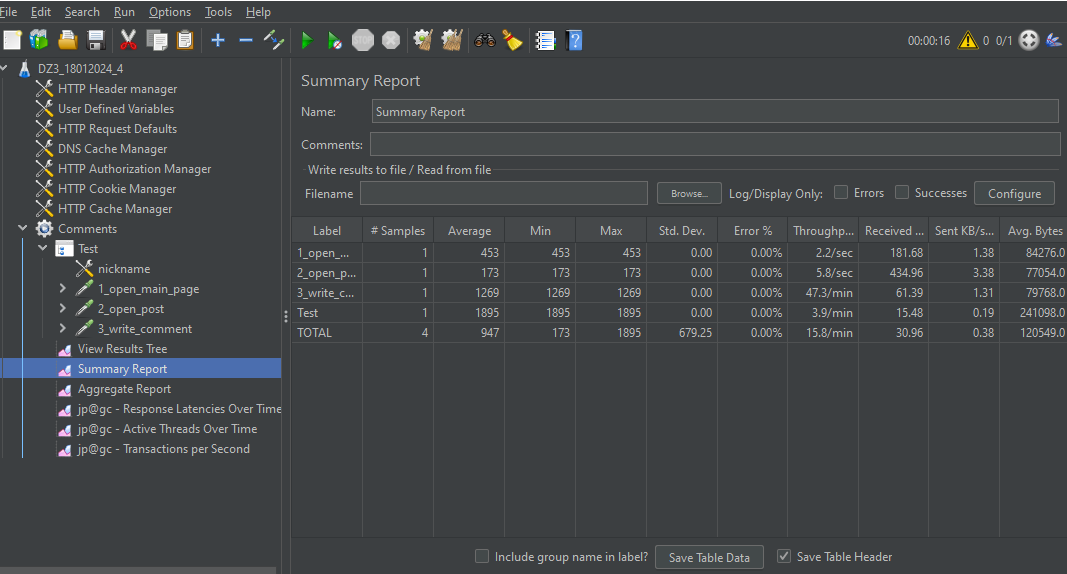 File Edit Search Run Options Tools Help
00:00:16 0 0/1
DZ3_18012024_4
HTTP Header manager
User Defined Variables
HTTP Request Defaults
DNS Cache Manager
HTTP Authorization Manager
HTTP Cookie Manager
HTTP Cache Manager
Comments
Test
nickname
1_open_main_page
2_open_post
3_write_comment
View Results Tree
Summary Report
Aggregate Report
jp@gc - Response Latencies Over Time
jp@gc - Active Threads Over Time
jp@gc - Transactions per Second
Summary Report
Name: Summary Report
Comments:
Write results to file / Read from file
Filename Browse... Log/Display Only: Errors Successes Configure
Label # Samples Average Min Max Std. Dev. Error % Throughp... Received ... Sent KB/s... Avg. Bytes
1_open_... 1 453 453 453 0.00 0.00% 2.2/sec 181.68 1.38 84276.0
2_open_p... 1 173 173 173 0.00 0.00% 5.8/sec 434.96 3.38 77054.0
3_write_c... 1 1269 1269 1269 0.00 0.00% 47.3/min 61.39 1.31 79768.0
Test 1 1895 1895 1895 0.00 0.00% 3.9/min 15.48 0.19 241098.0
TOTAL 4 947 173 1895 679.25 0.00% 15.8/min 30.96 0.38 120549.0
Include group name in label? Save Table Data Save Table Header